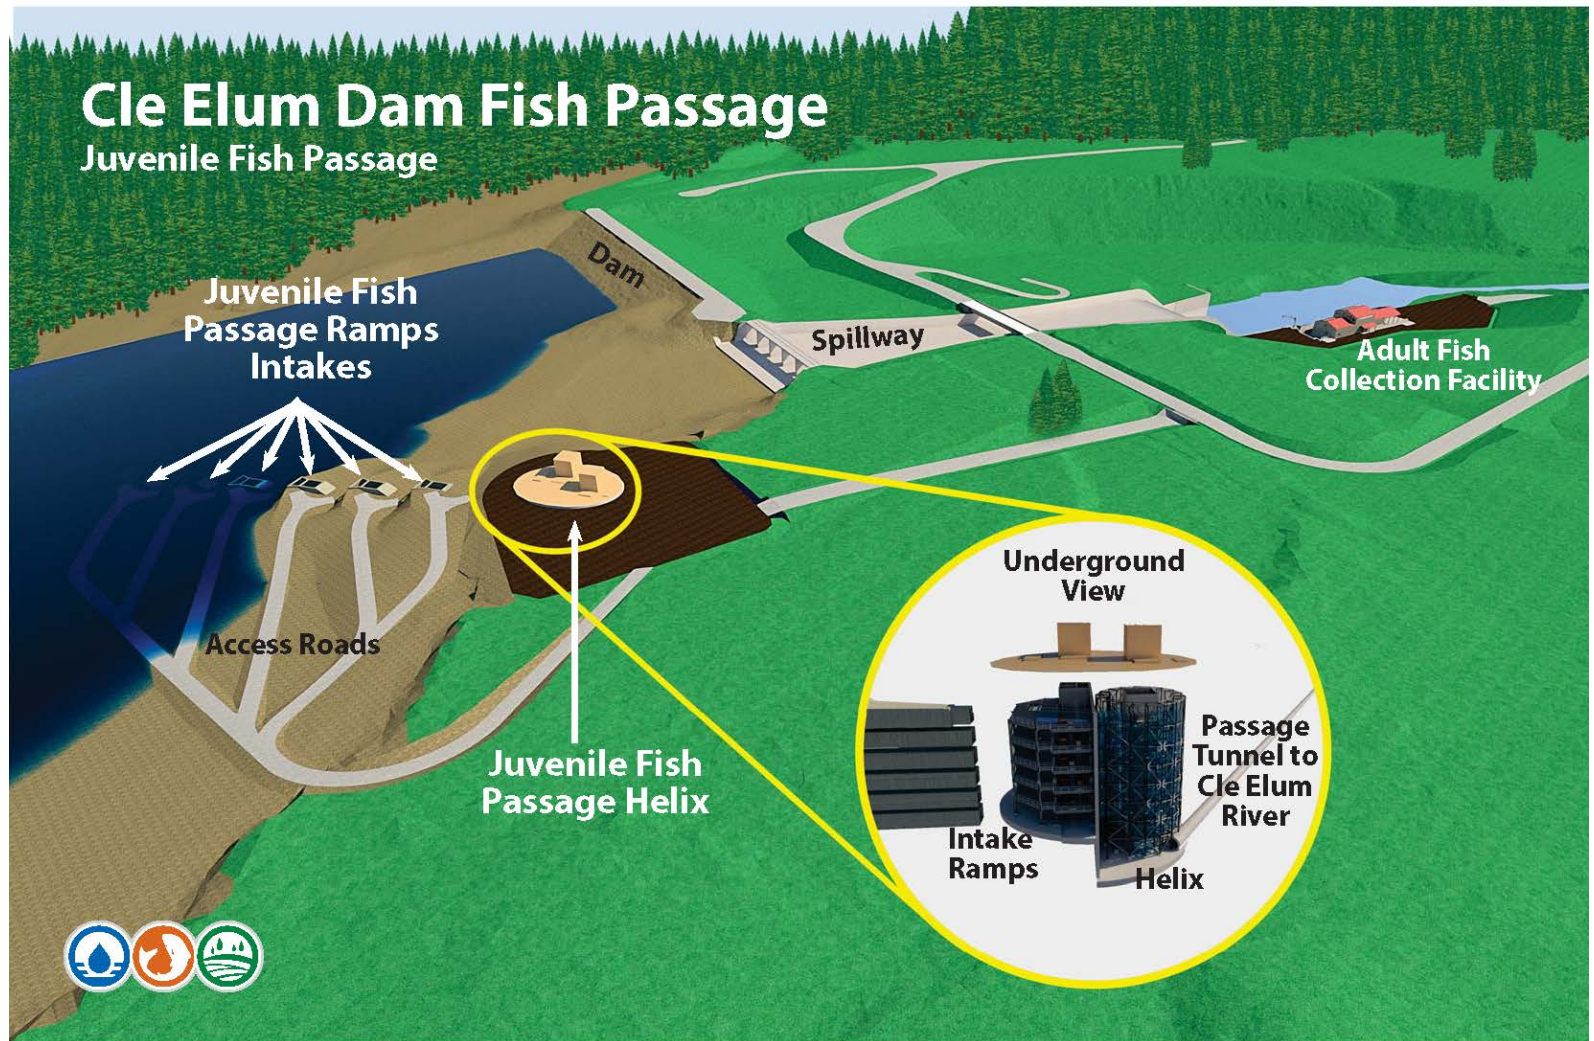 Cle Elum Dam Fish Passage
Juvenile Fish Passage
Dam
Juvenile Fish
Passage Ramps
Intakes
Spillway
Adult Fish
Collection Facility
Access Roads
Juvenile Fish
Passage Helix
Underground
View
Passage
Tunnel to
Cle Elum
River
Intake
Ramps
Helix